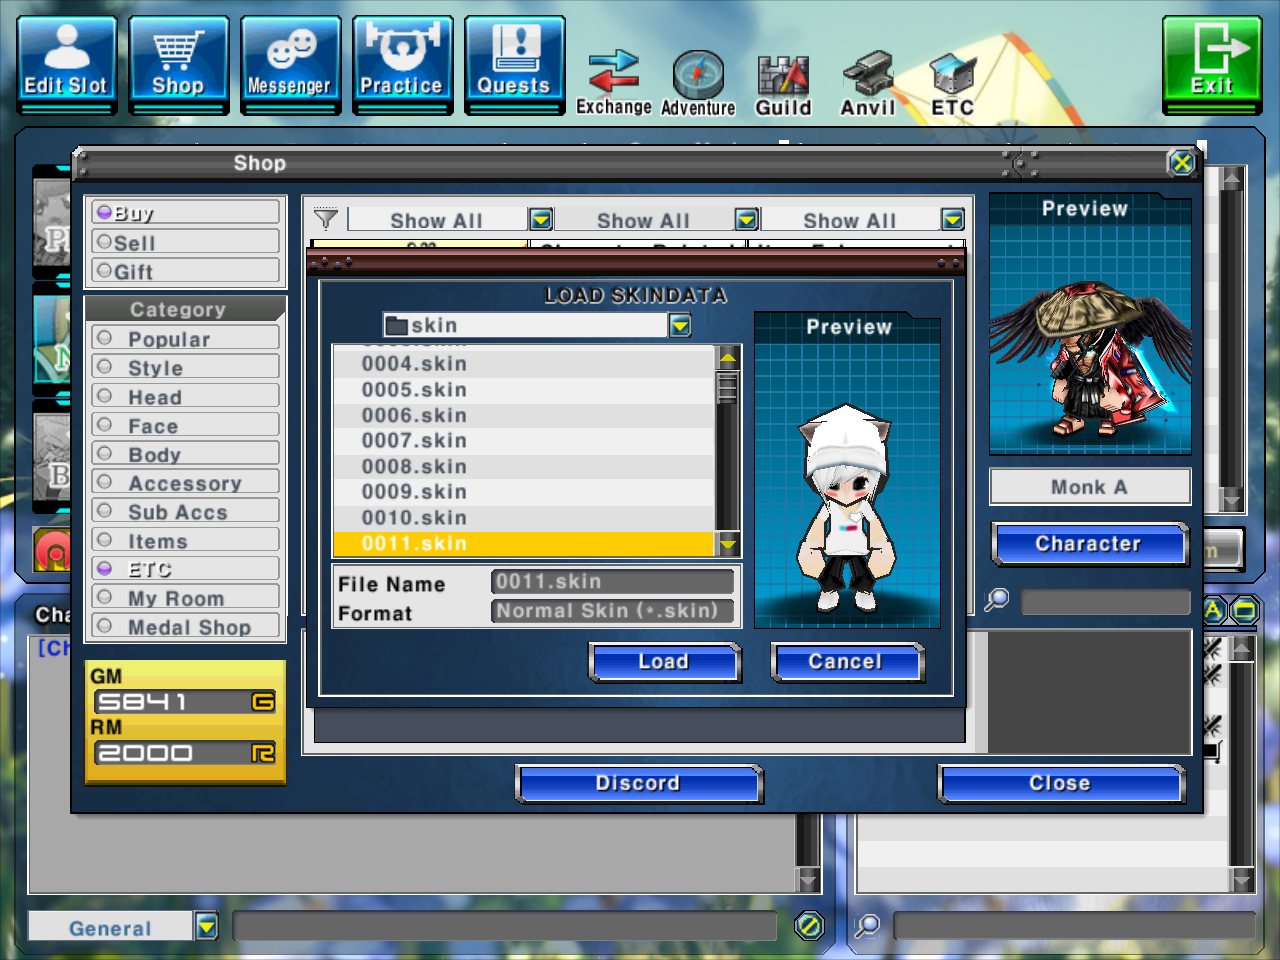 Edit Slot
Shop
Messenger
Practice
Quests
Exchange
Adventure
Guild
Anvil
ETC
Exit
Shop
Buy
Sell
Gift
Category
Popular
Style
Head
Face
Body
Accessory
Sub Accs
Items
ETC
My Room
Medal Shop
GM
5841 G
RM
2000 R
Show All
Show All
Show All
LOAD SKINDATA
skin
0004.skin
0005.skin
0006.skin
0007.skin
0008.skin
0009.skin
0010.skin
0011.skin
File Name
0011.skin
Format
Normal Skin (*.skin)
Preview
Load
Cancel
Preview
Monk A
Character
Discord
Close
General